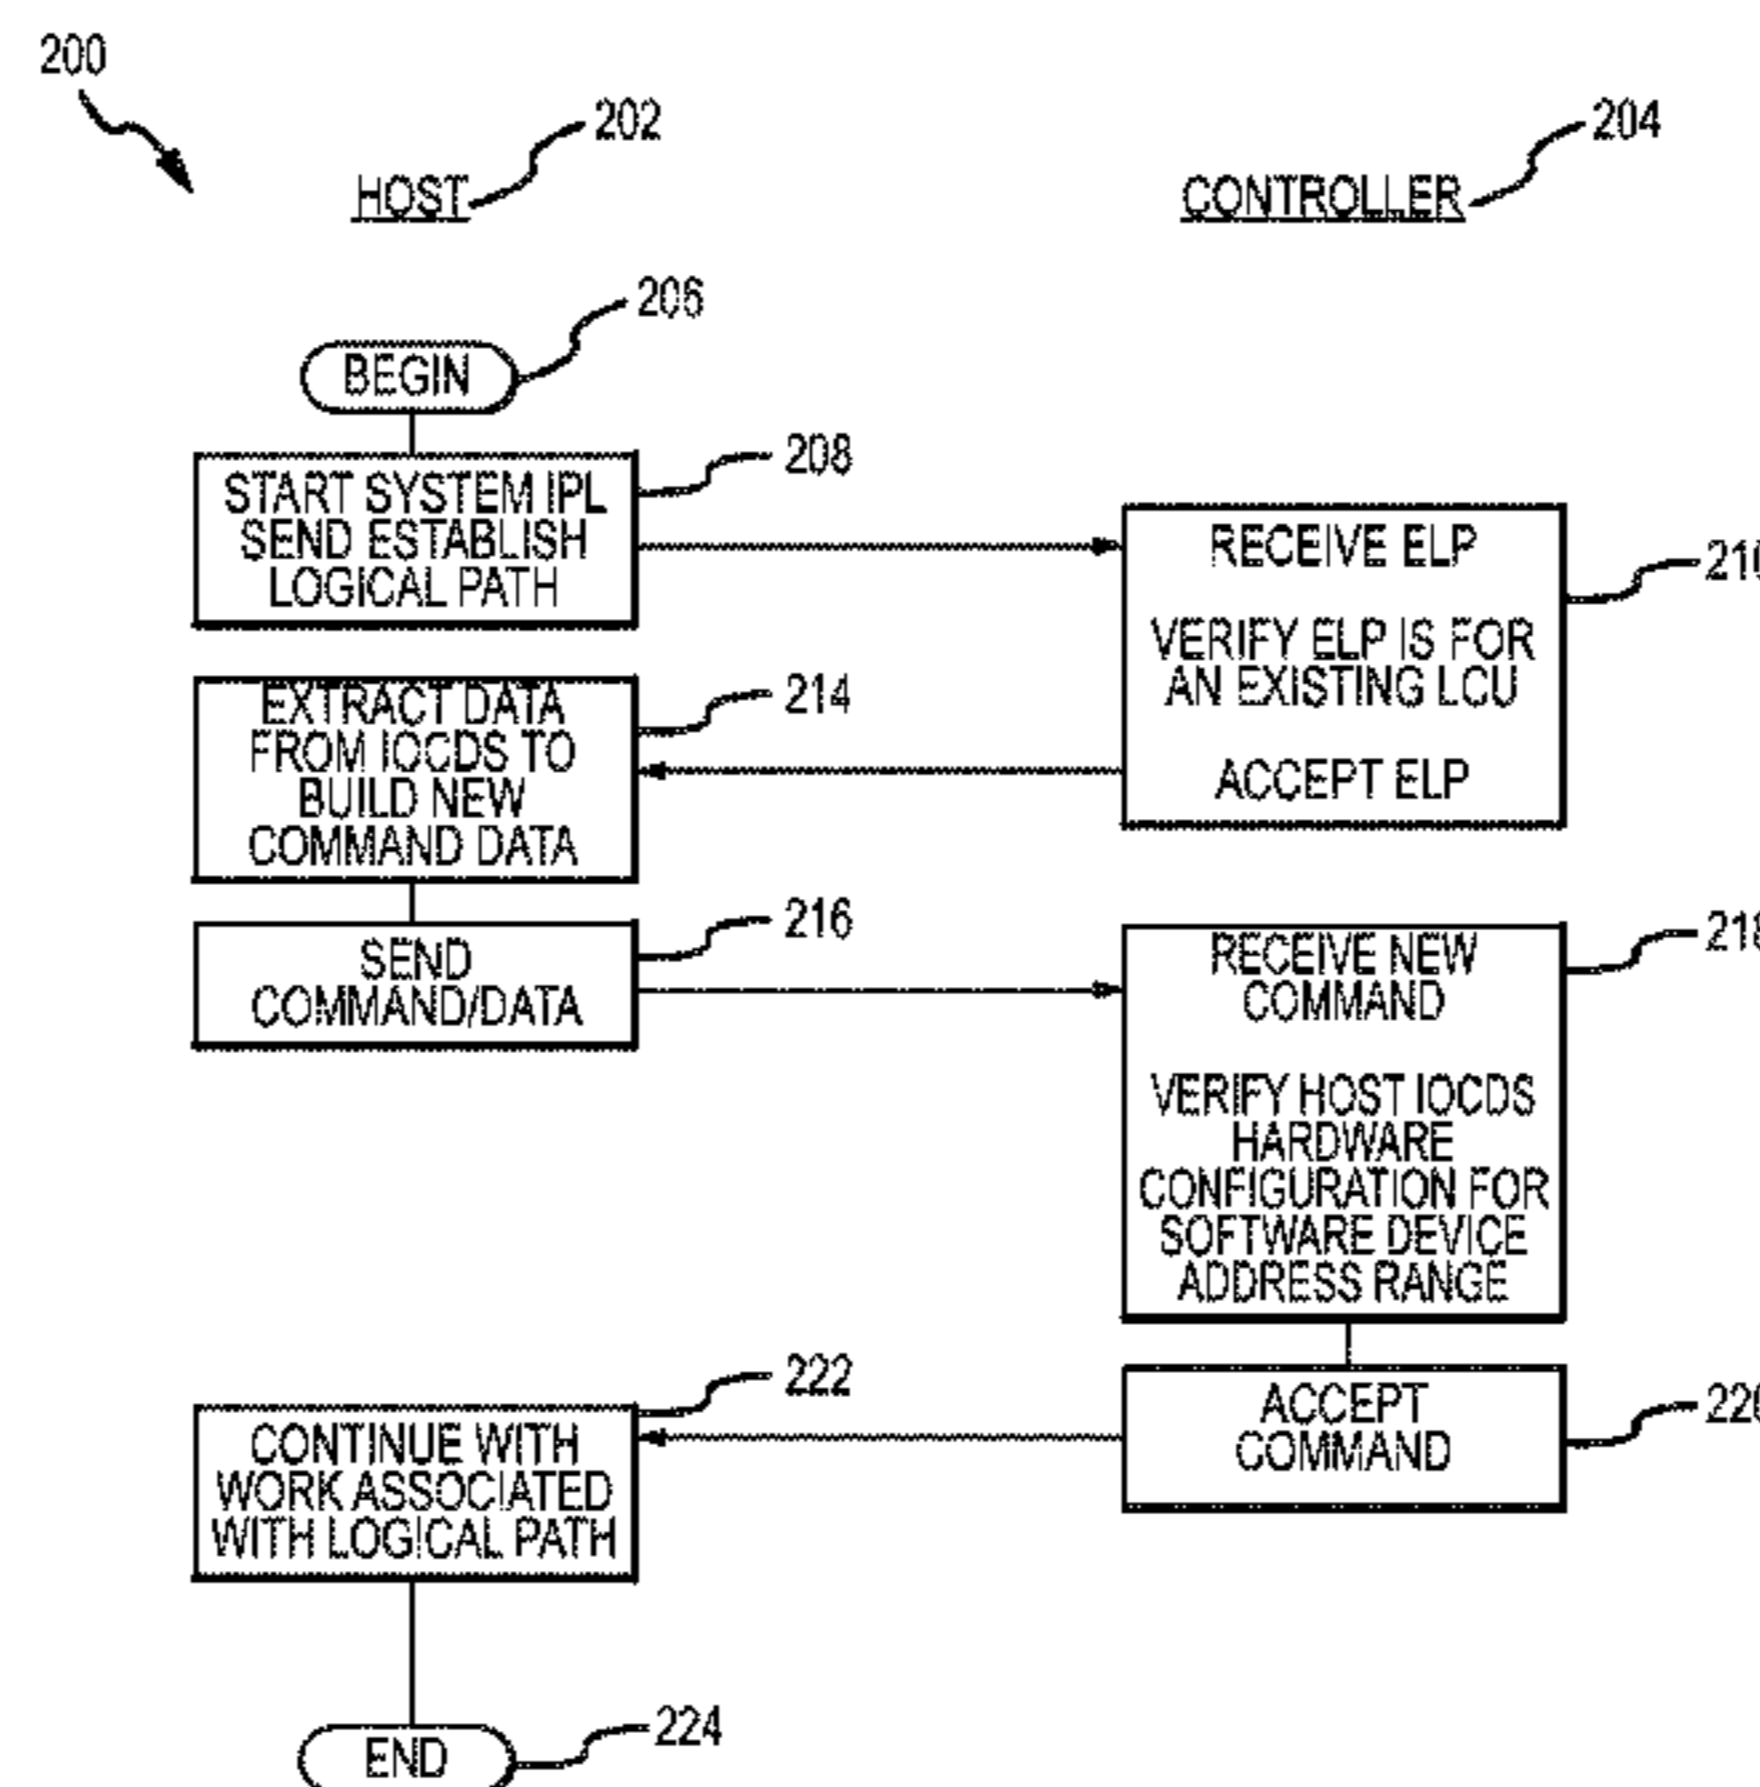 200
202
204
HOST
CONTROLLER
206
BEGIN
208
START SYSTEM IPL
SEND ESTABLISH
LOGICAL PATH
RECEIVE ELP
VERIFY ELP IS FOR
AN EXISTING LCU
ACCEPT ELP
210
214
EXTRACT DATA
FROM IOCDS TO
BUILD NEW
COMMAND DATA
216
SEND
COMMAND/DATA
218
RECEIVE NEW
COMMAND
VERIFY HOST IOCDS
HARDWARE
CONFIGURATION FOR
SOFTWARE DEVICE
ADDRESS RANGE
220
ACCEPT
COMMAND
222
CONTINUE WITH
WORK ASSOCIATED
WITH LOGICAL PATH
224
END